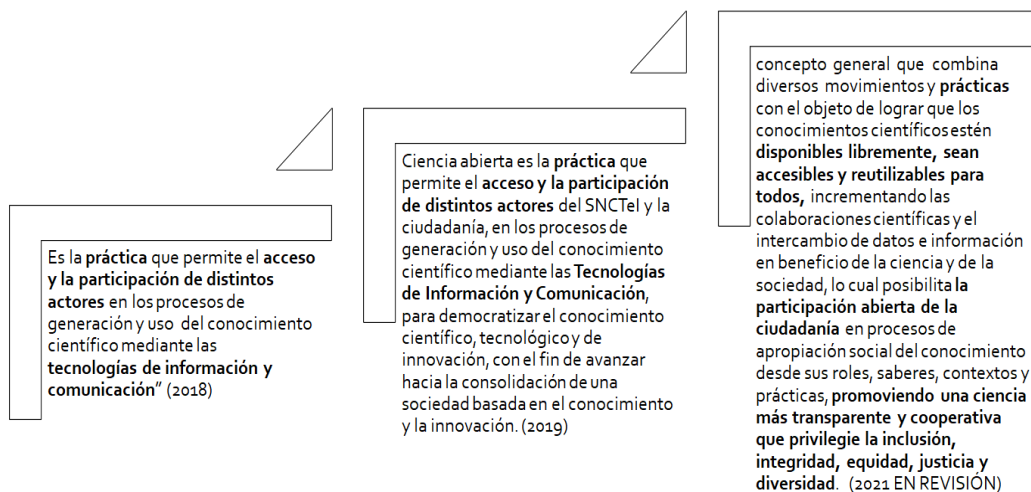 Es la práctica que permite el acceso
y la participación de distintos
actores en los procesos de
generación y uso del conocimiento
científico mediante las
tecnologías de información y
comunicación” (2018)
Ciencia abierta es la práctica que
permite el acceso y la participación
de distintos actores del SNCTeI y la
ciudadanía, en los procesos de
generación y uso del conocimiento
científico mediante las Tecnologías
de Información y Comunicación,
para democratizar el conocimiento
científico, tecnológico y de
innovación, con el fin de avanzar
hacia la consolidación de una
sociedad basada en el conocimiento
y la innovación. (2019)
concepto general que combina
diversos movimientos y prácticas
con el objeto de lograr que los
conocimientos científicos estén
disponibles libremente, sean
accesibles y reutilizables para
todos, incrementando las
colaboraciones científicas y el
intercambio de datos e información
en beneficio de la ciencia y de la
sociedad, lo cual posibilita la
participación abierta de la
ciudadanía en procesos de
apropiación social del conocimiento
desde sus roles, saberes, contextos y
prácticas, promoviendo una ciencia
más transparente y cooperativa
que privilegie la inclusión,
integridad, equidad, justicia y
diversidad. (2021 EN REVISIÓN)